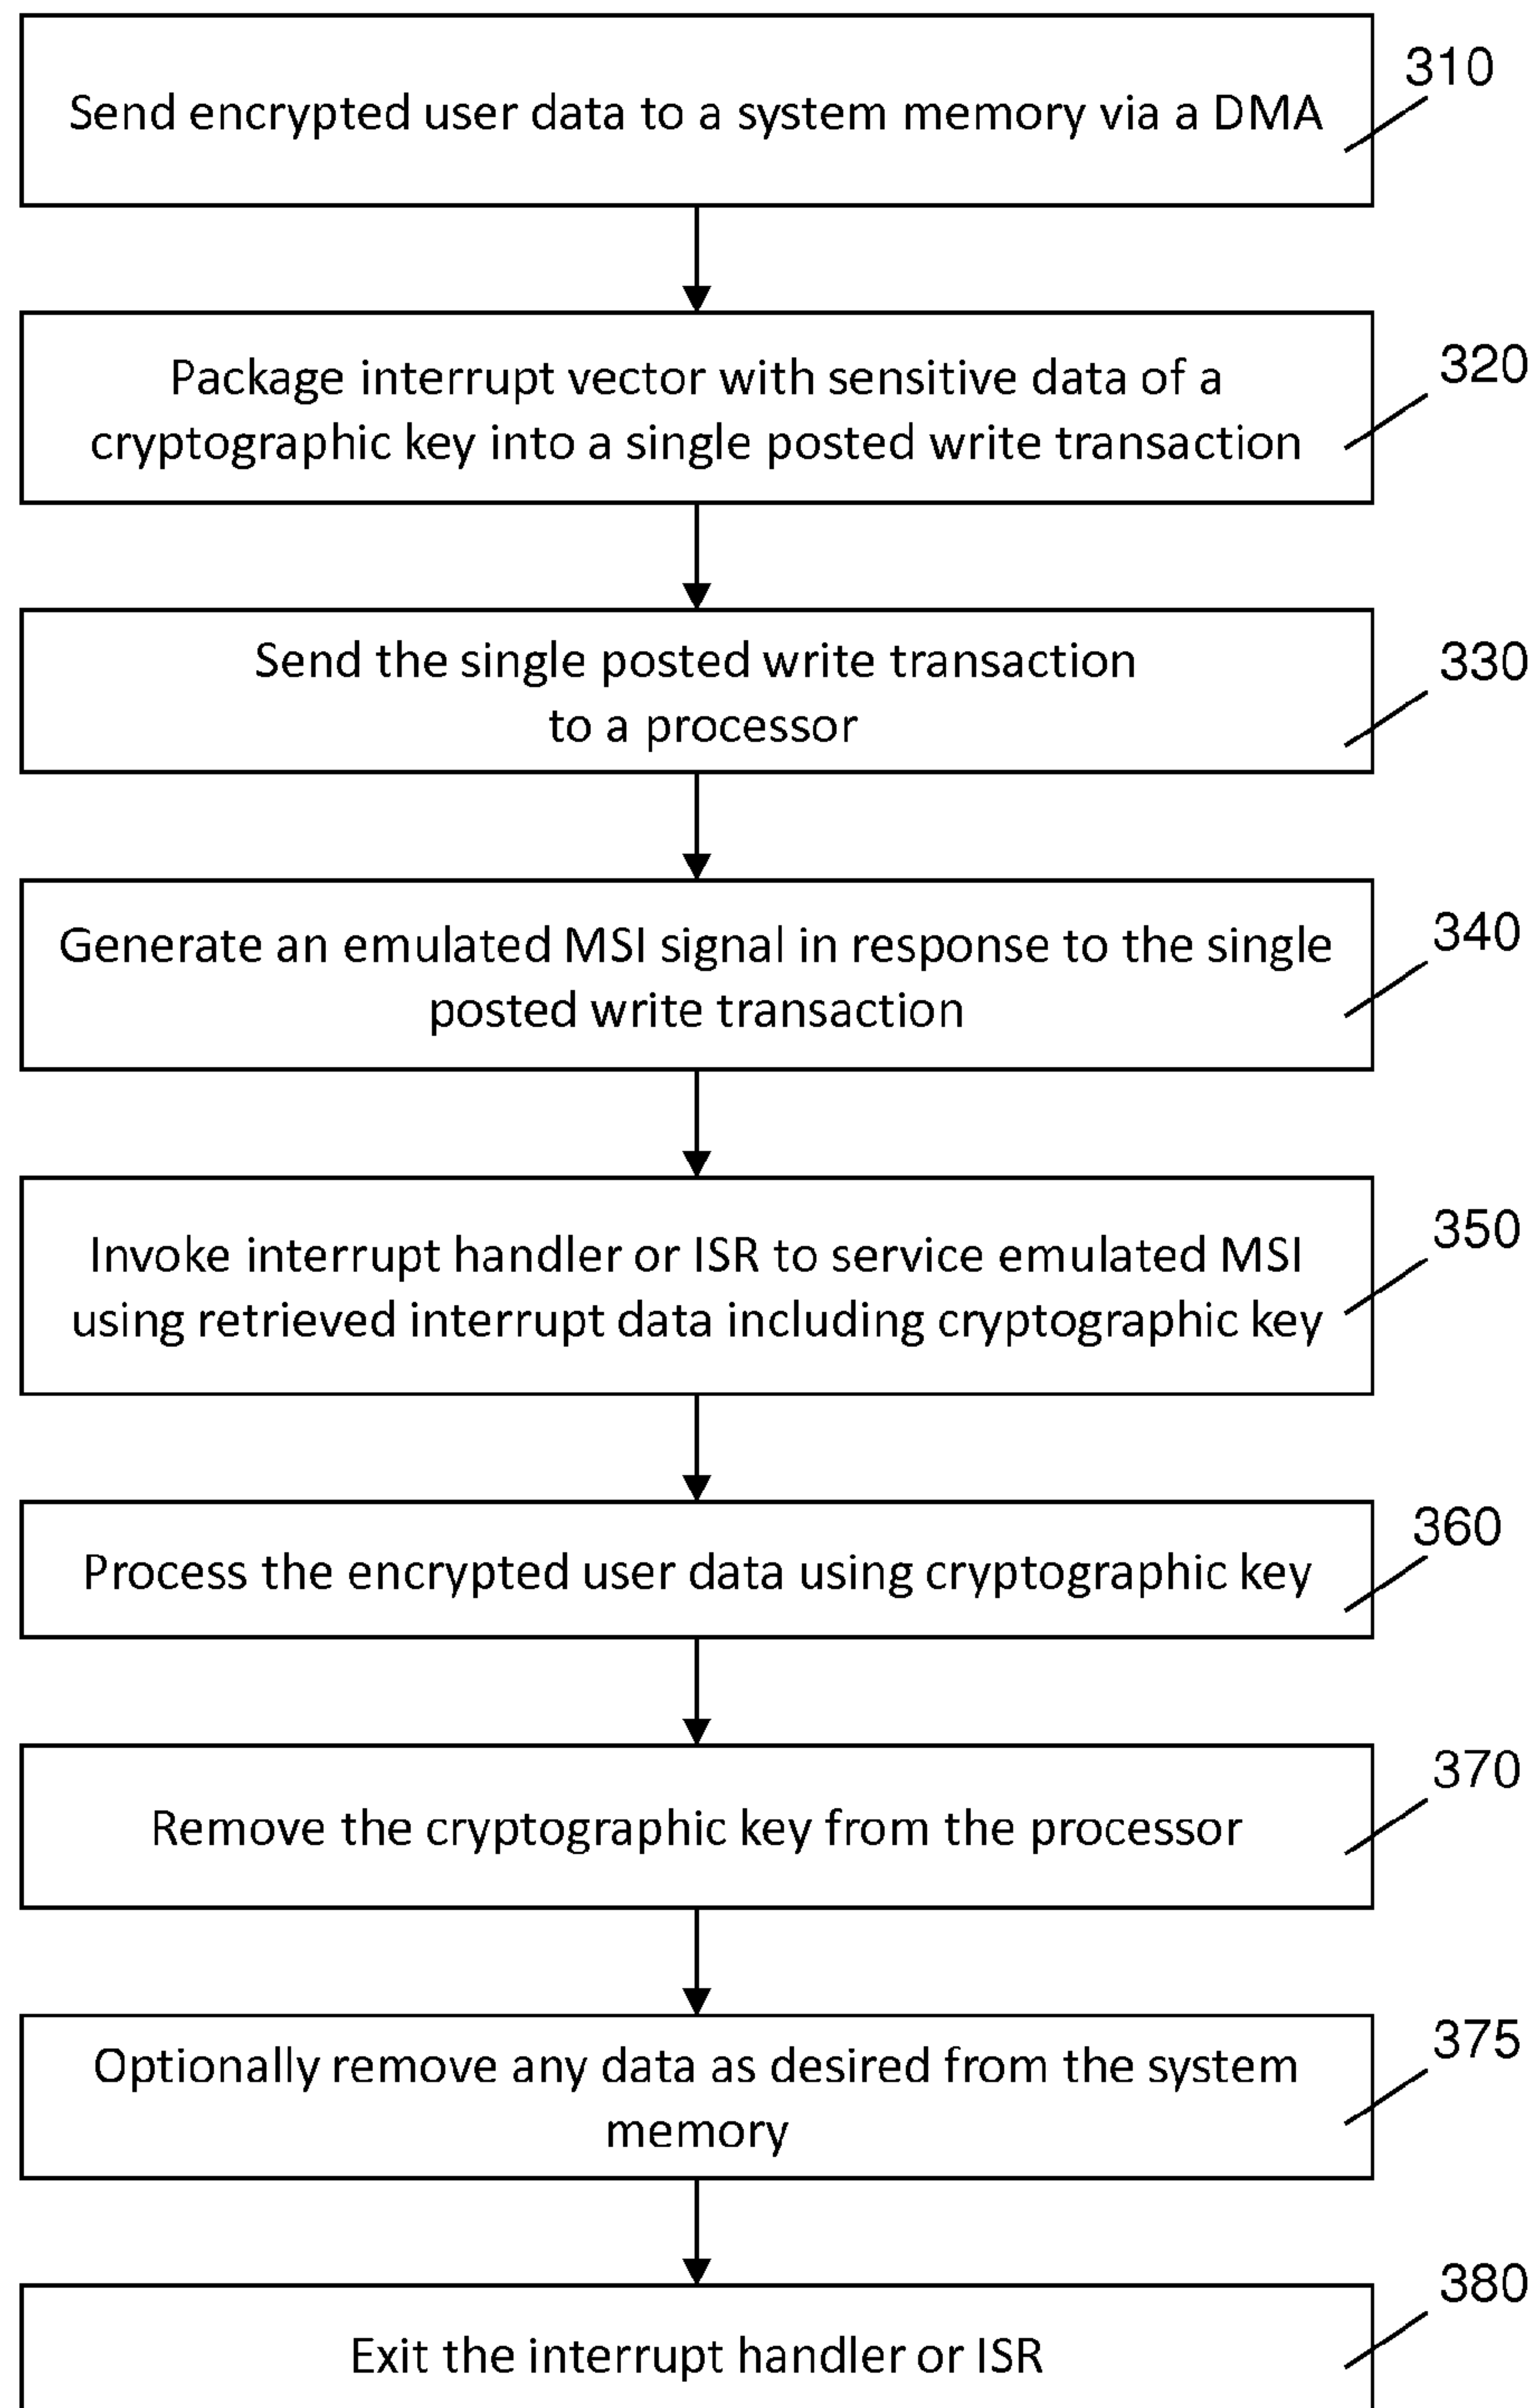 310
Send encrypted user data to a system memory via a DMA
320
Package interrupt vector with sensitive data of a
cryptographic key into a single posted write transaction
330
Send the single posted write transaction
to a processor
340
Generate an emulated MSI signal in response to the single
posted write transaction
350
Invoke interrupt handler or ISR to service emulated MSI
using retrieved interrupt data including cryptographic key
360
Process the encrypted user data using cryptographic key
370
Remove the cryptographic key from the processor
375
Optionally remove any data as desired from the system
memory
380
Exit the interrupt handler or ISR